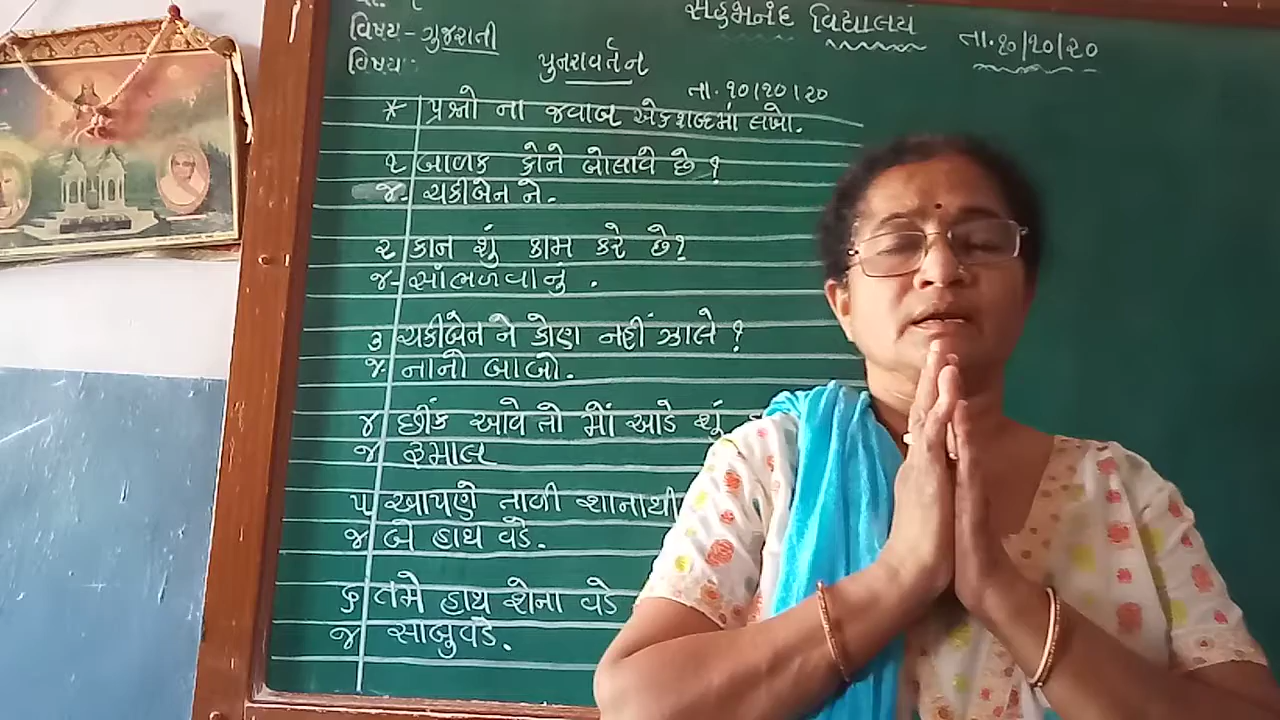 સહજાનંદ વિદ્યાલય
તા.૧૦/૧૦/૨૦
વિષય - ગુજરાતી
વિષય:
પુનરાવર્તન
તા. ૧૦/૧૦/૨૦
* પ્રશ્નો ના જવાબ એક શબ્દમાં લખો.
૧ બાળક કોને બોલાવે છે?
જ- ચકીબેન ને.
૨ કાન શું કામ કરે છે?
જ- સાંભળવાનું.
૩ ચકીબેન ને કોણ નહીં ઝાલે?
જ- નાનો બાબો.
૪ છીંક આવે તો મોં આડે શું
જ રૂમાલ
૫ આપણે તાળી શાનાથી
જ બે હાથ વડે.
૬ તમે હાથ શેના વડે
જ સાબુવડે.